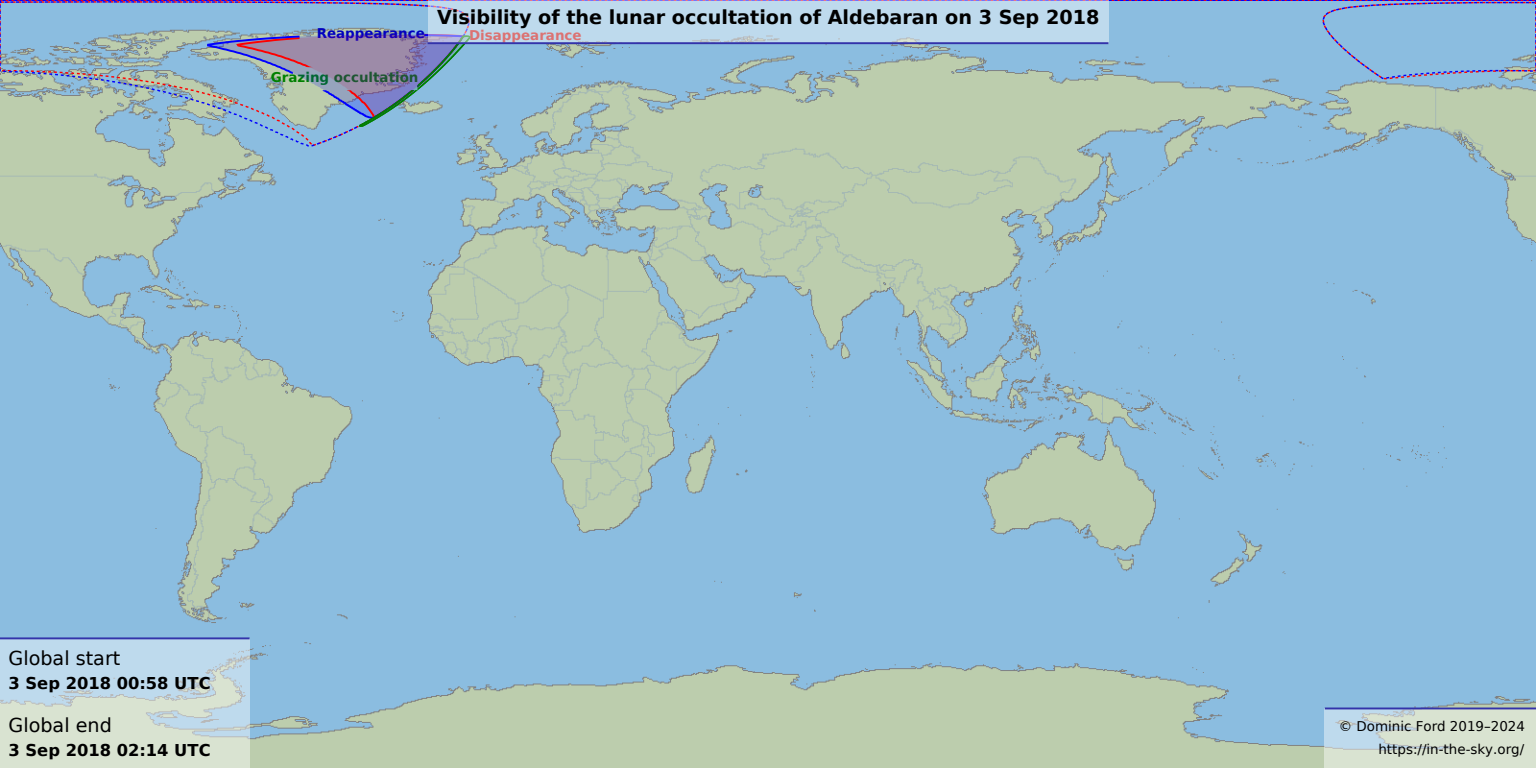 Visibility of the lunar occultation of Aldebaran on 3 Sep 2018
Reappearance
Disappearance
Grazing occultation
Global start
3 Sep 2018 00:58 UTC
Global end
3 Sep 2018 02:14 UTC
© Dominic Ford 2019–2024
https://in-the-sky.org/